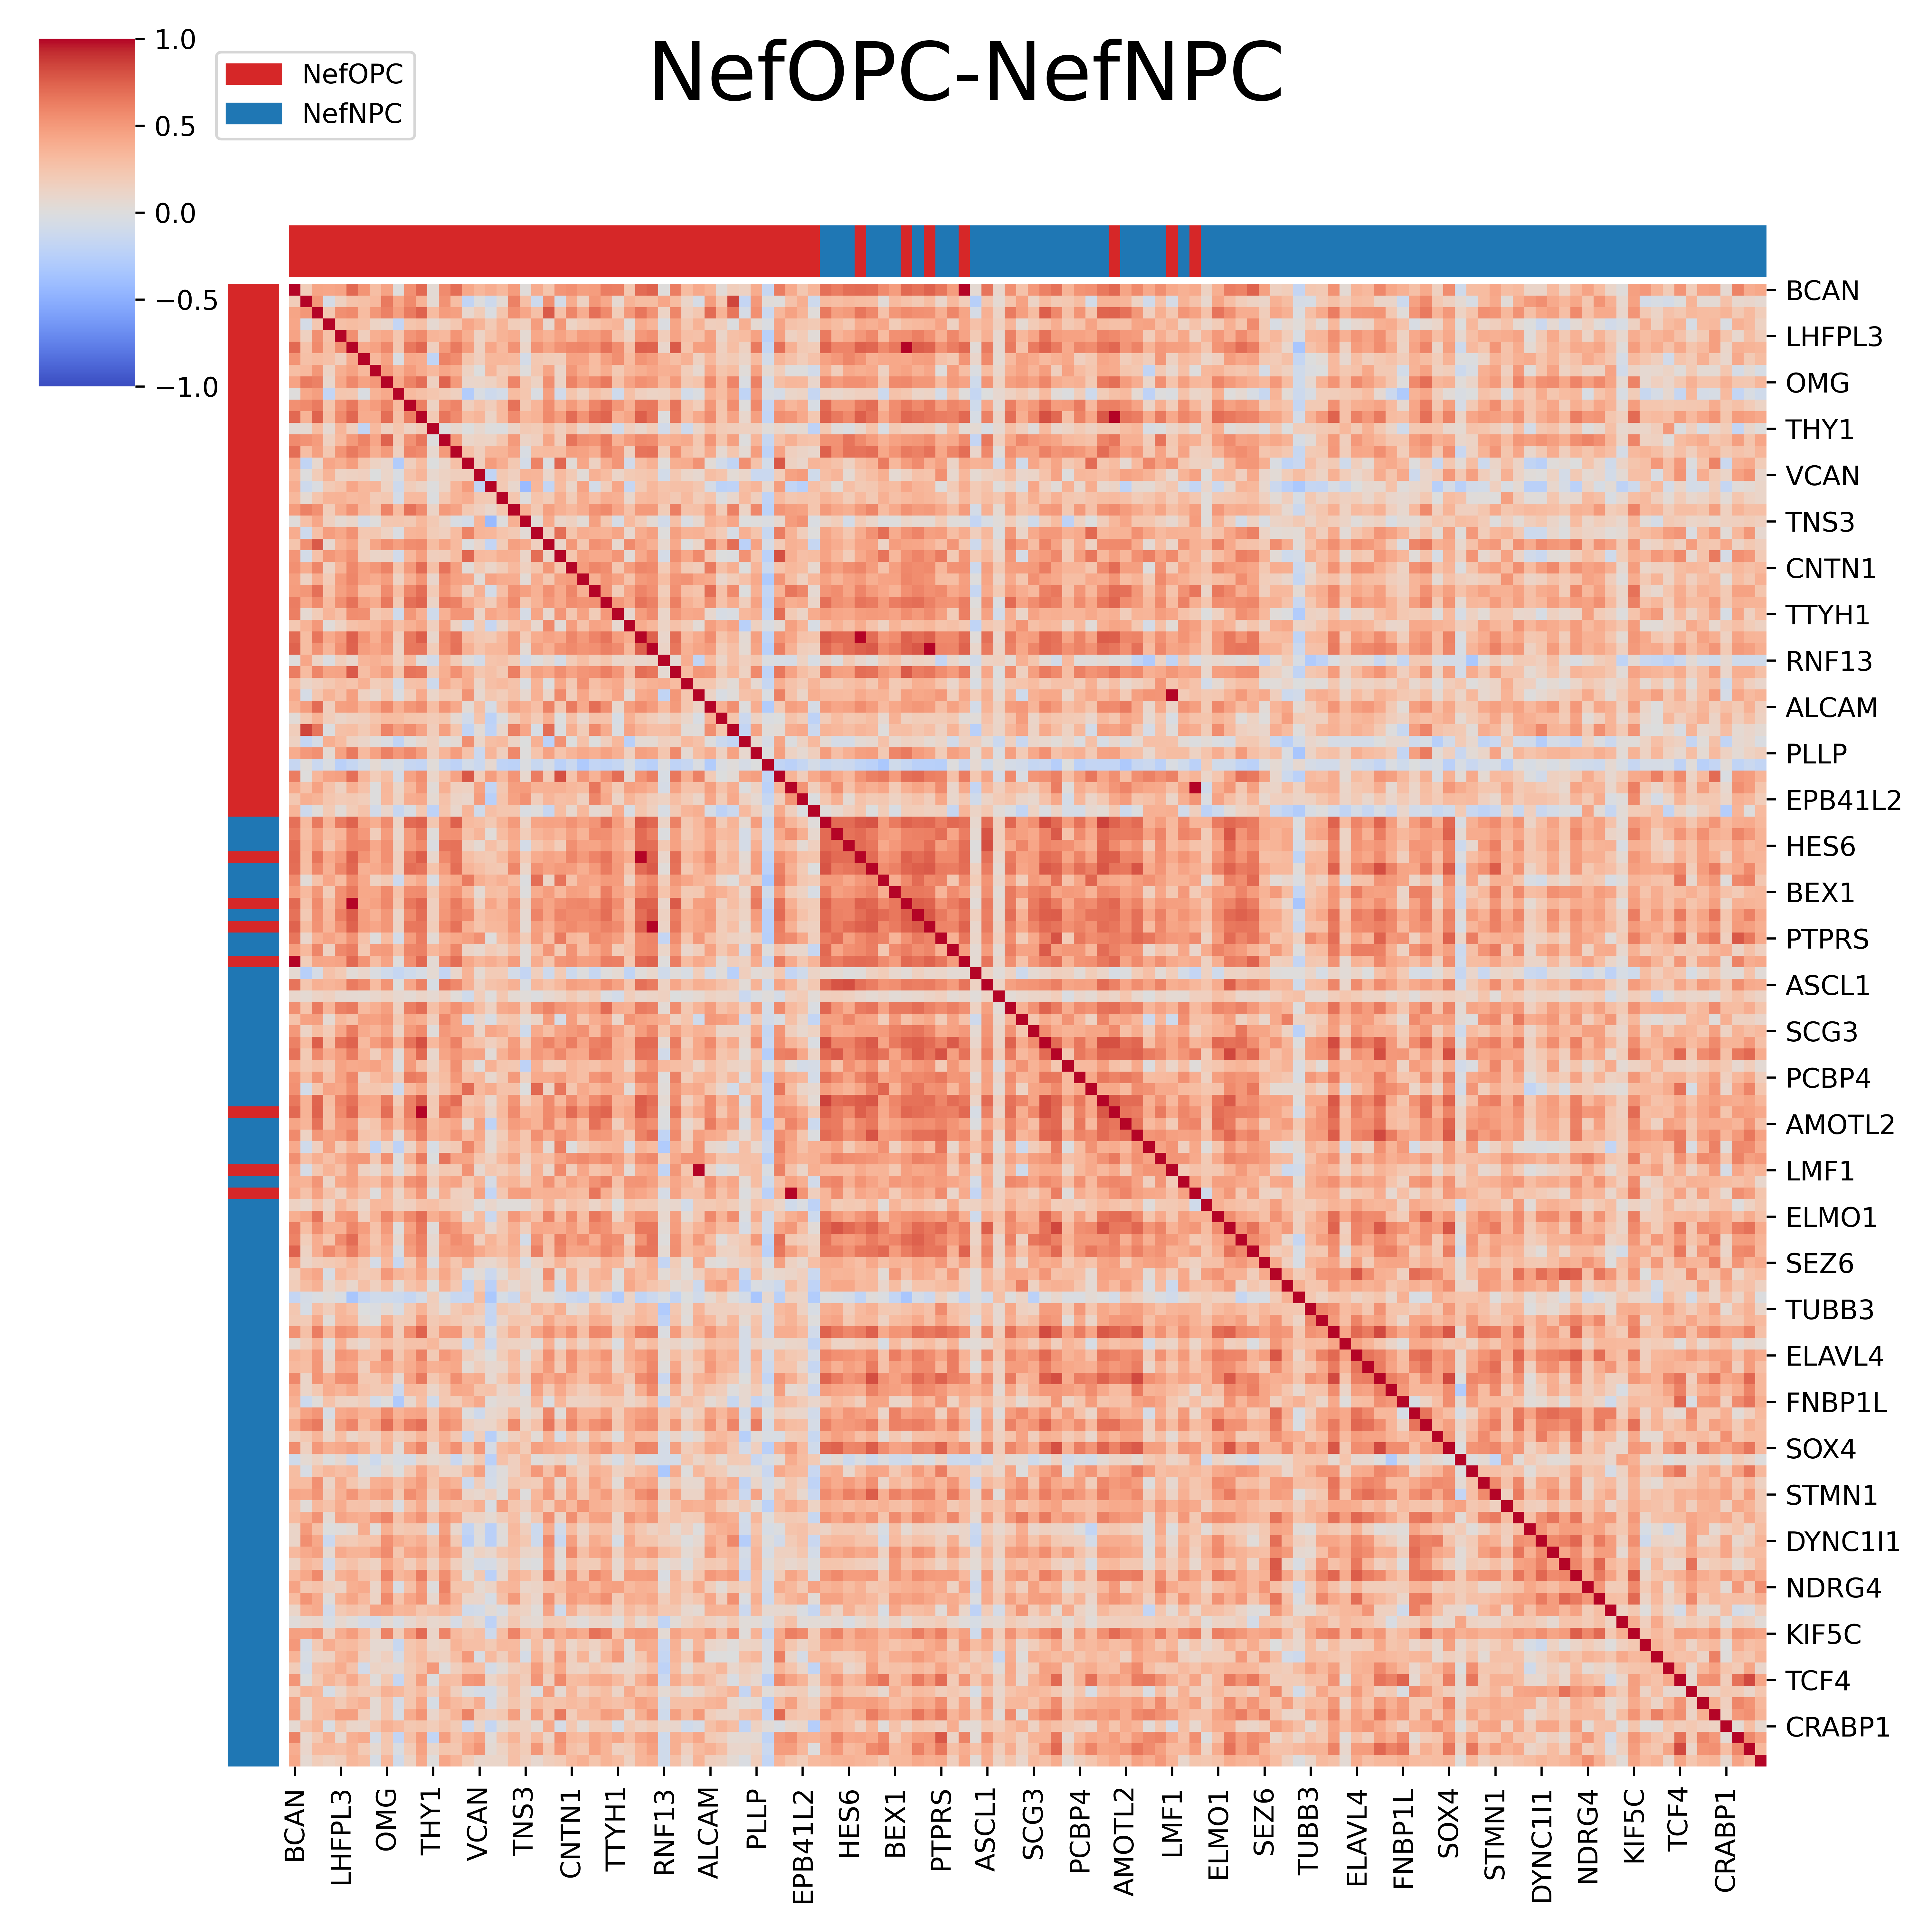 NefOPC-NefNPC
1.0
0.5
0.0
−0.5
−1.0
NefOPC
NefNPC
BCAN
LHFPL3
OMG
THY1
VCAN
TNS3
CNTN1
TTYH1
RNF13
ALCAM
PLLP
EPB41L2
HES6
BEX1
PTPRS
ASCL1
SCG3
PCBP4
AMOTL2
LMF1
ELMO1
SEZ6
TUBB3
ELAVL4
FNBP1L
SOX4
STMN1
DYNC1I1
NDRG4
KIF5C
TCF4
CRABP1
BCAN
LHFPL3
OMG
THY1
VCAN
TNS3
CNTN1
TTYH1
RNF13
ALCAM
PLLP
EPB41L2
HES6
BEX1
PTPRS
ASCL1
SCG3
PCBP4
AMOTL2
LMF1
ELMO1
SEZ6
TUBB3
ELAVL4
FNBP1L
SOX4
STMN1
DYNC1I1
NDRG4
KIF5C
TCF4
CRABP1